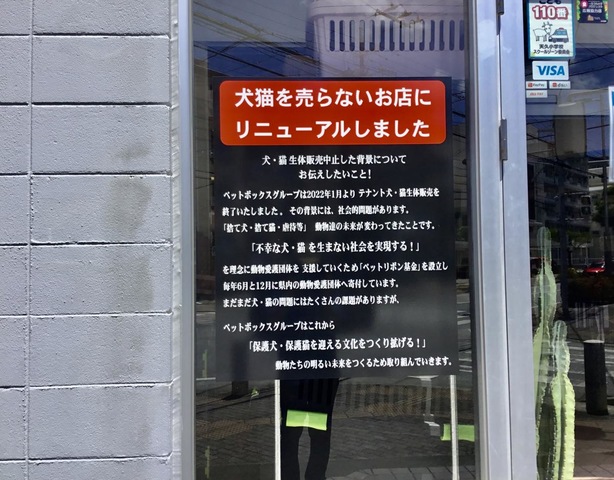 犬猫を売らないお店に
リニューアルしました
犬・猫 生体販売中止した背景について
お伝えしたいこと!
ペットボックスグループは2022年1月より テナント犬・猫生体販売を
終了いたしました。その背景には、社会的問題があります。
「捨て犬・捨て猫・虐待等」 動物達の未来が変わってきたことです。
「不幸な犬・猫 を生まない社会を実現する!」
を理念に動物愛護団体を 支援していくため「ペットリボン基金」を設立し
毎年6月と12月に県内の動物愛護団体へ寄付しています。
まだまだ犬・猫の問題にはたくさんの課題がありますが、
ペットボックスグループはこれから
「保護犬・保護猫を迎える文化をつくり拡げる!」
動物たちの明るい未来をつくるため取り組んでいきます。
こども
110番
天久小学校
VISA